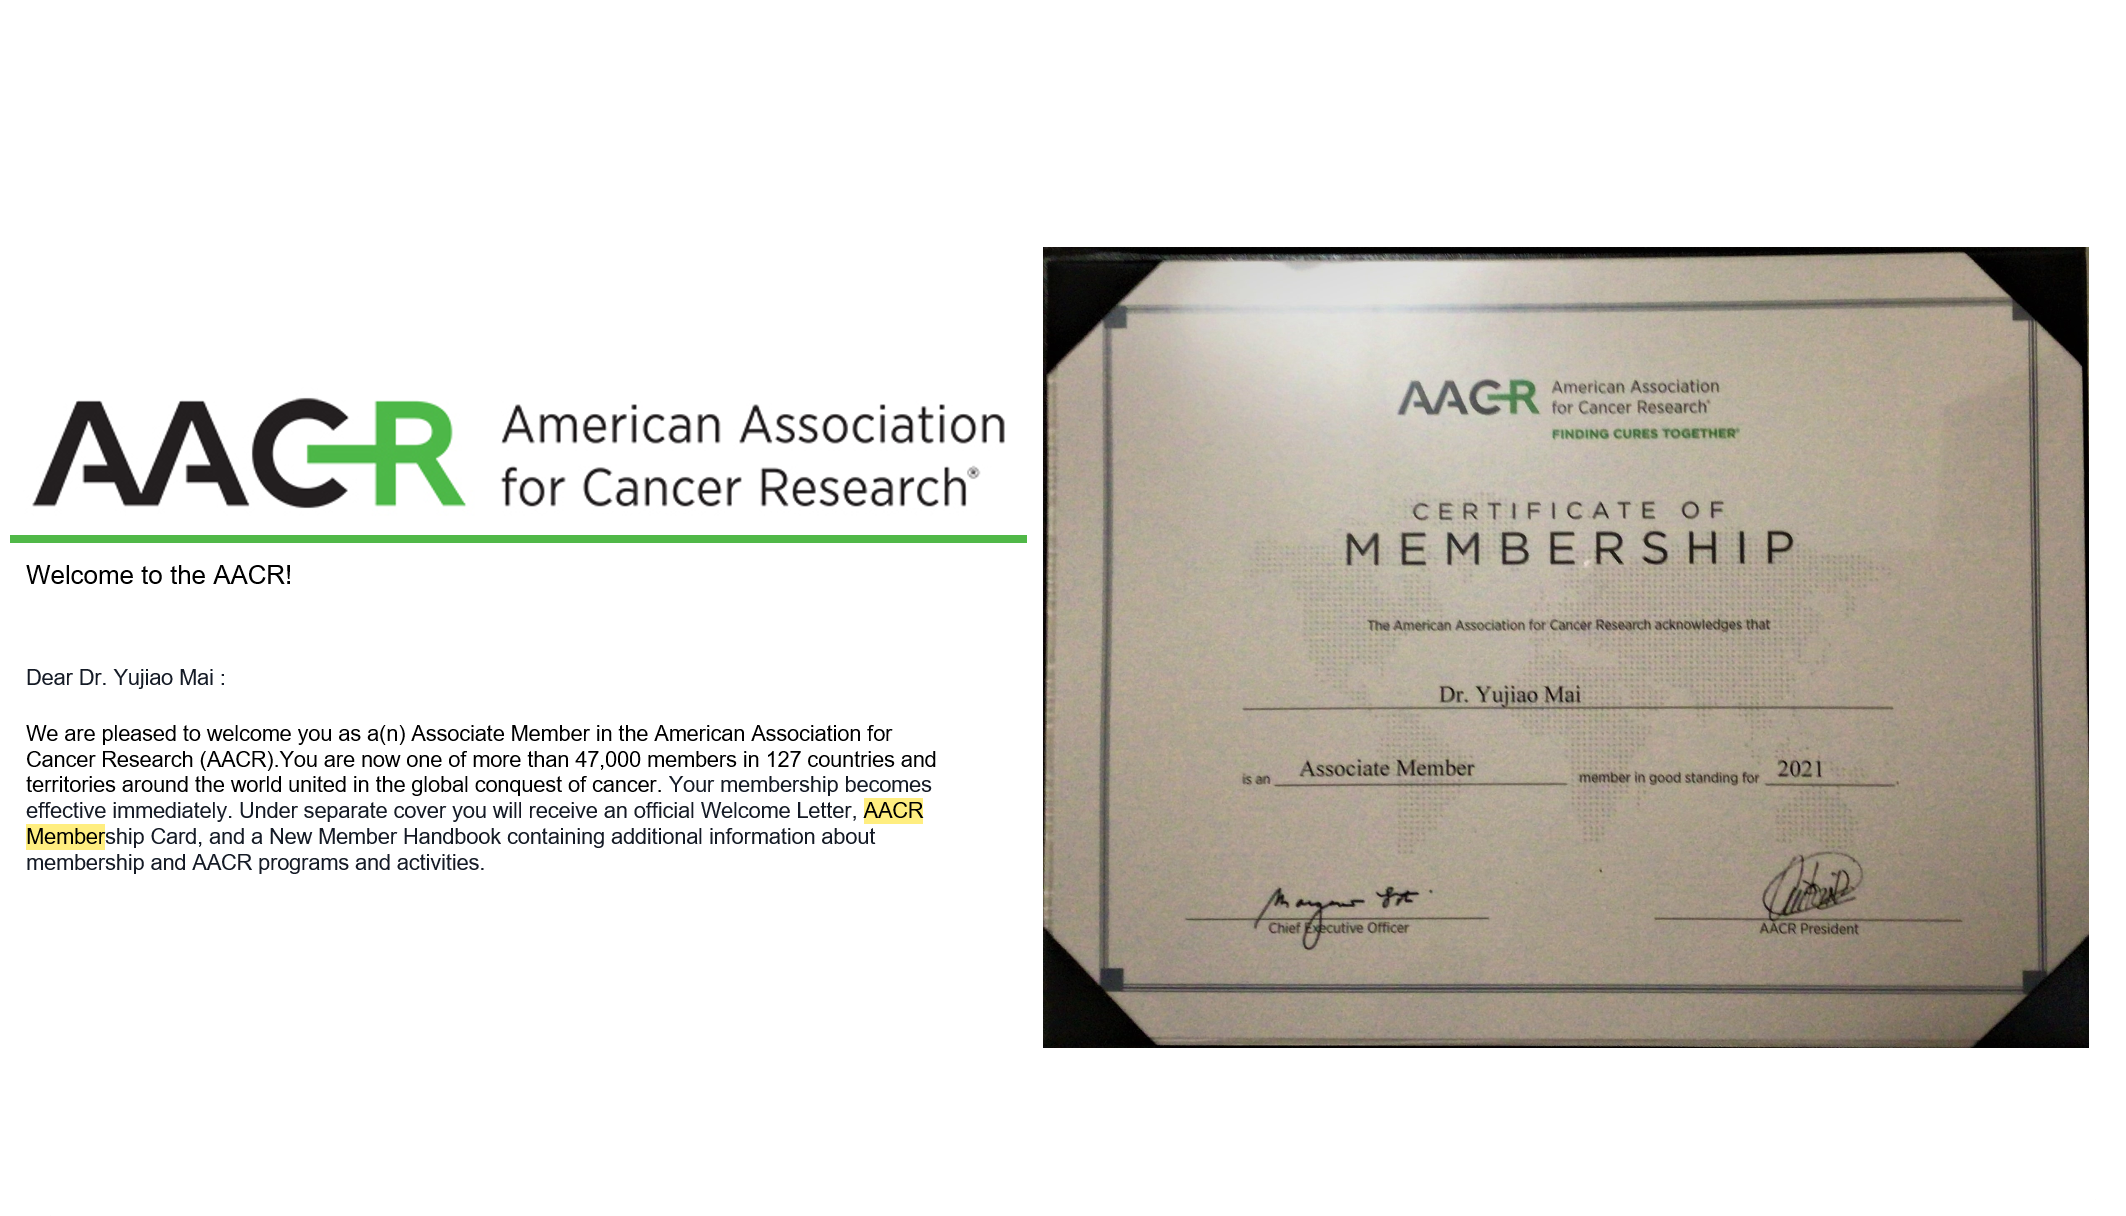 AACR American Association
for Cancer Research®
Welcome to the AACR!
Dear Dr. Yujiao Mai :
We are pleased to welcome you as a(n) Associate Member in the American Association for
Cancer Research (AACR).You are now one of more than 47,000 members in 127 countries and
territories around the world united in the global conquest of cancer. Your membership becomes
effective immediately. Under separate cover you will receive an official Welcome Letter, AACR
Membership Card, and a New Member Handbook containing additional information about
membership and AACR programs and activities.
AACR American Association
for Cancer Research®
FINDING CURES TOGETHER®
CERTIFICATE OF
MEMBERSHIP
The American Association for Cancer Research acknowledges that
Dr. Yujiao Mai
is an Associate Member member in good standing for 2021.
Chief Executive Officer
AACR President